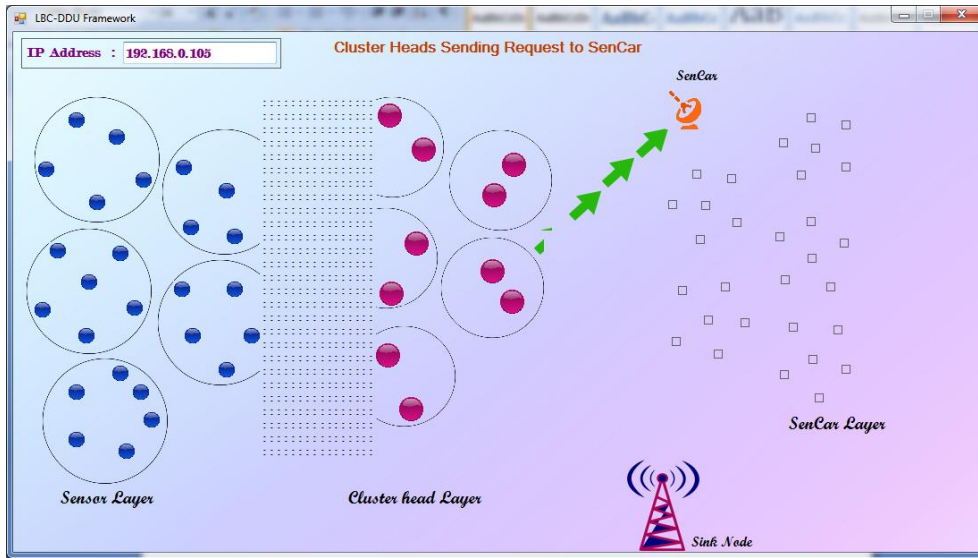 LBC-DDU Framework
IP Address : 192.168.0.105
Cluster Heads Sending Request to SenCar
SenCar
SenCar Layer
Sensor Layer
Cluster head Layer
Sink Node